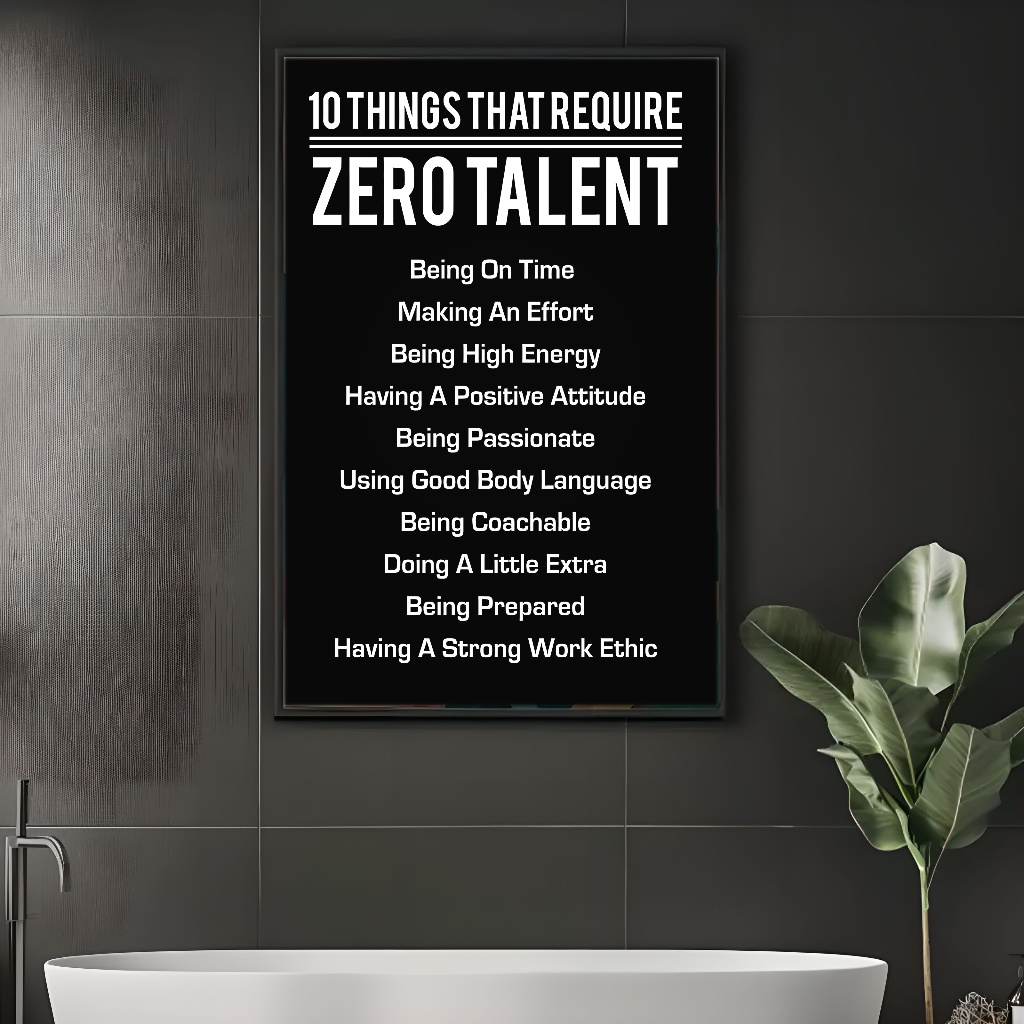 10 THINGS THAT REQUIRE
ZERO TALENT
Being On Time
Making An Effort
Being High Energy
Having A Positive Attitude
Being Passionate
Using Good Body Language
Being Coachable
Doing A Little Extra
Being Prepared
Having A Strong Work Ethic